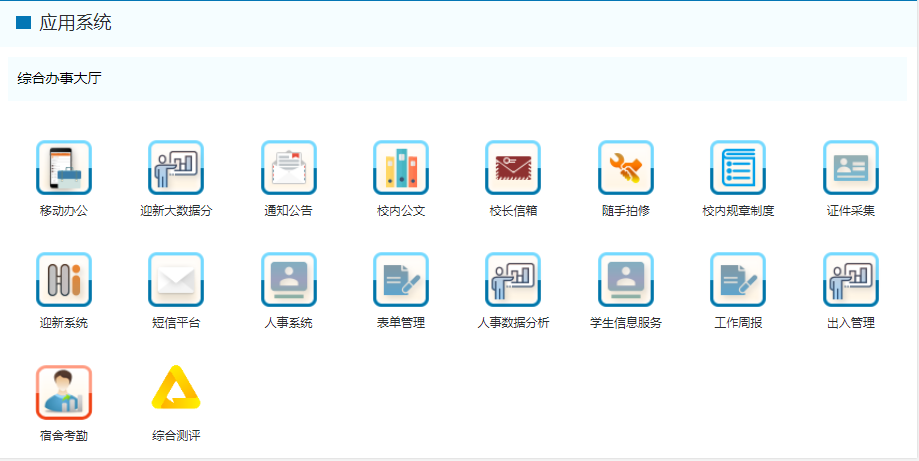 应用系统
综合办事大厅
移动办公 迎新大数据分 通知公告 校内公文 校长信箱 随手拍修 校内规章制度 证件采集
迎新系统 短信平台 人事系统 表单管理 人事数据分析 学生信息服务 工作周报 出入管理
宿舍考勤 综合测评